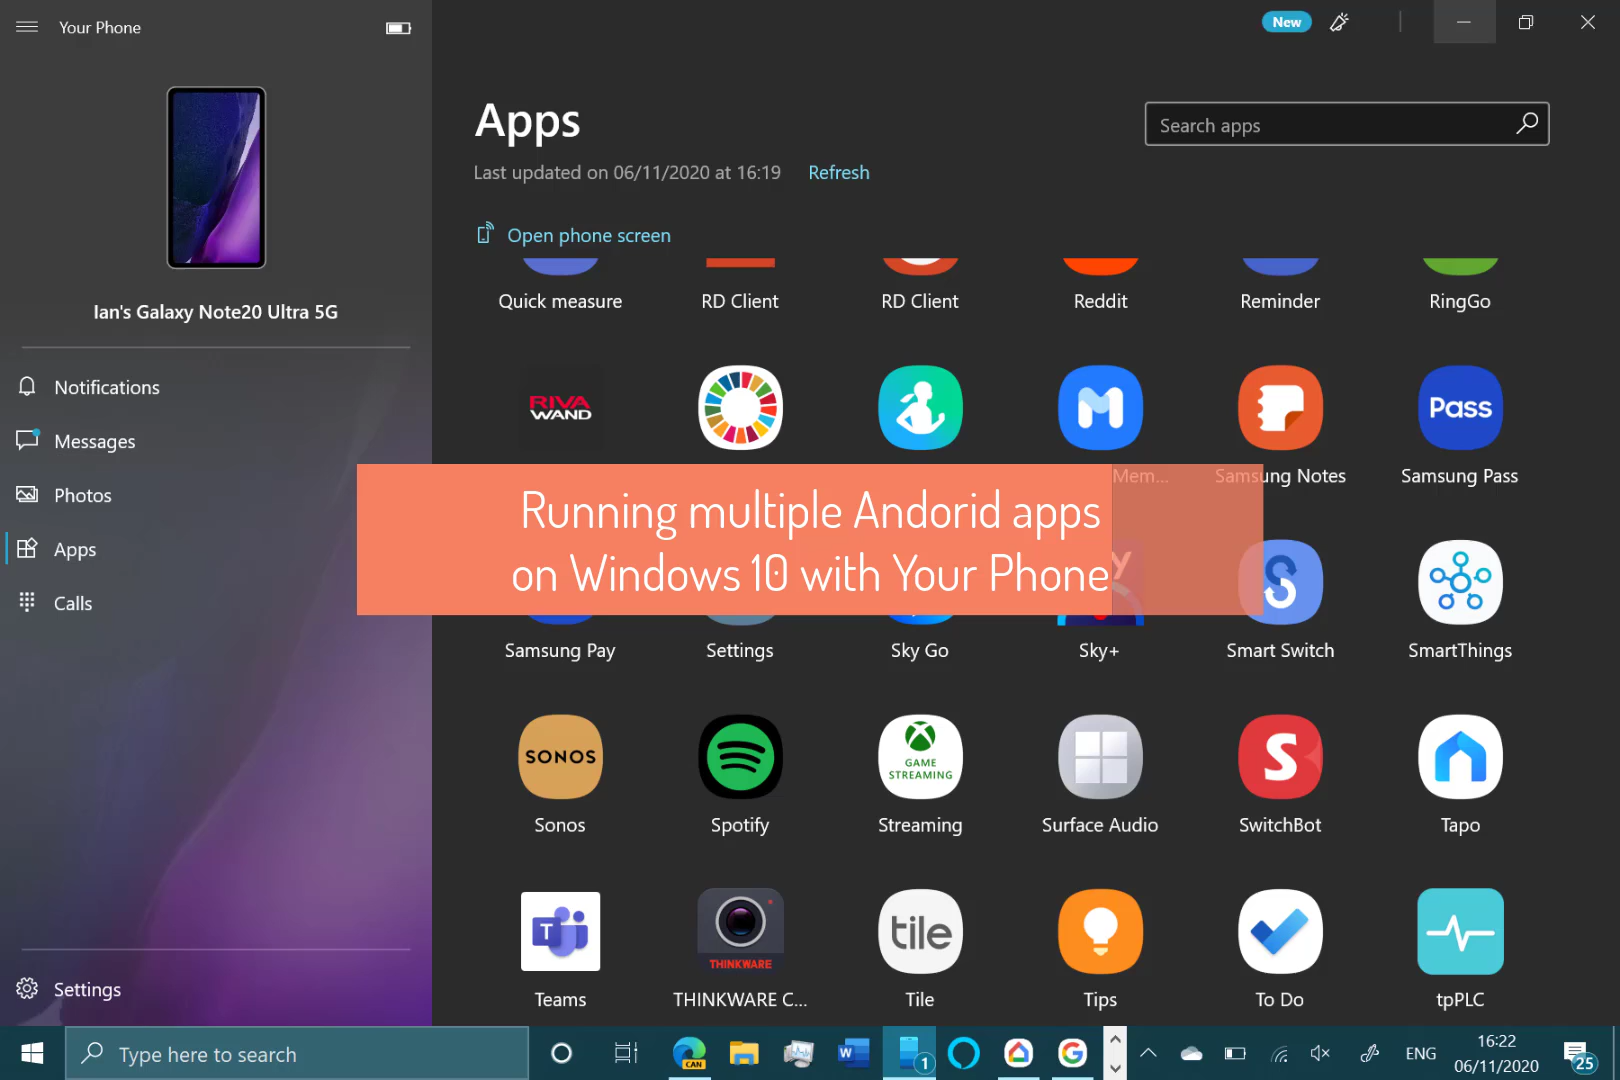 Your Phone
New
Apps
Search apps
Last updated on 06/11/2020 at 16:19 Refresh
Open phone screen
Ian's Galaxy Note20 Ultra 5G
Notifications
Messages
Photos
Apps
Calls
Settings
Quick measure RD Client RD Client Reddit Reminder RingGo
RIVA
WAND
Pass
Mem... Samsung Notes Samsung Pass
Running multiple Andorid apps
on Windows 10 with Your Phone
Samsung Pay Settings Sky Go Sky+ Smart Switch SmartThings
SONOS
GAME
STREAMING
Sonos Spotify Streaming Surface Audio SwitchBot Tapo
T
THINKWARE
tile
Teams THINKWARE C... Tile Tips To Do tpPLC
Type here to search
CAN
W
1
G
ENG
16:22
06/11/2020
25